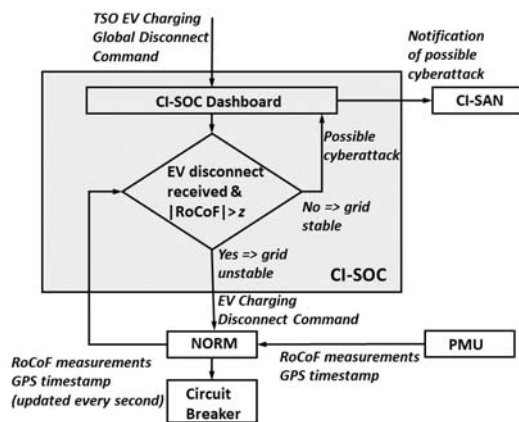 TSO EV Charging
Global Disconnect
Command
Notification
of possible
cyberattack
CI-SOC Dashboard
CI-SAN
Possible
cyberattack
EV disconnect
received &
|RoCoF|> z
No => grid
stable
Yes => grid
unstable
CI-SOC
EV Charging
Disconnect Command
NORM
PMU
RoCoF measurements
GPS timestamp
(updated every second)
RoCoF measurements
GPS timestamp
Circuit
Breaker